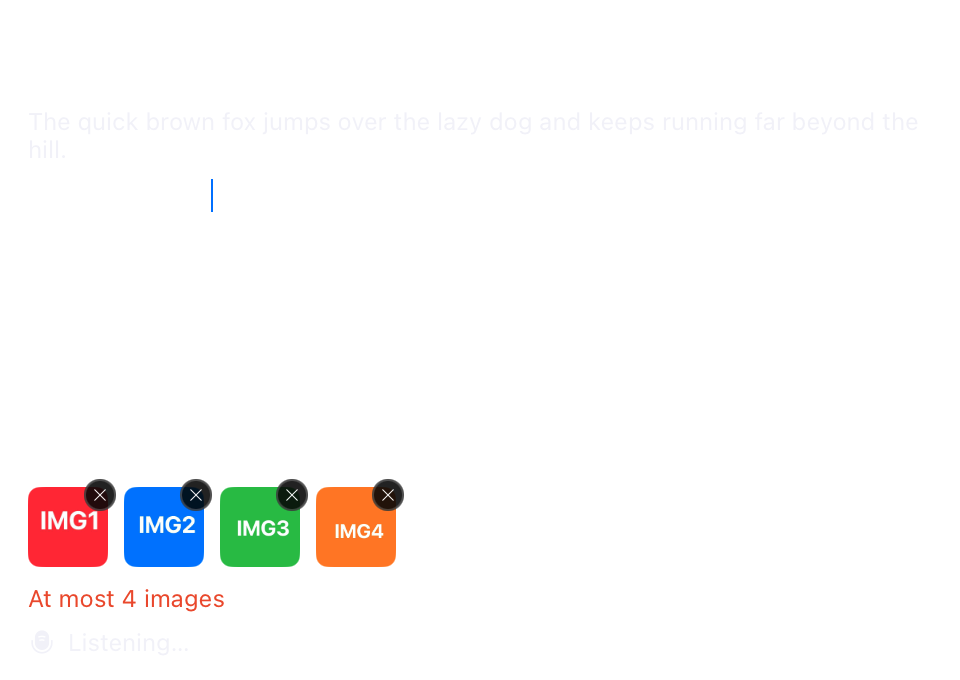 The quick brown fox jumps over the lazy dog and keeps running far beyond the
hill.
IMG1 IMG2 IMG3 IMG4
At most 4 images
Listening...